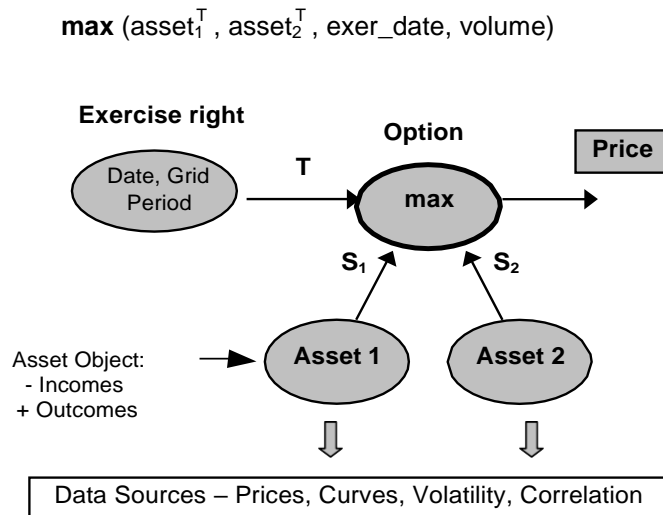 max (asset₁ᵀ , asset₂ᵀ , exer_date, volume)
Exercise right
Option
Price
Date, Grid
Period
T
max
S₁
S₂
Asset 1
Asset 2
Asset Object:
- Incomes
+ Outcomes
Data Sources – Prices, Curves, Volatility, Correlation